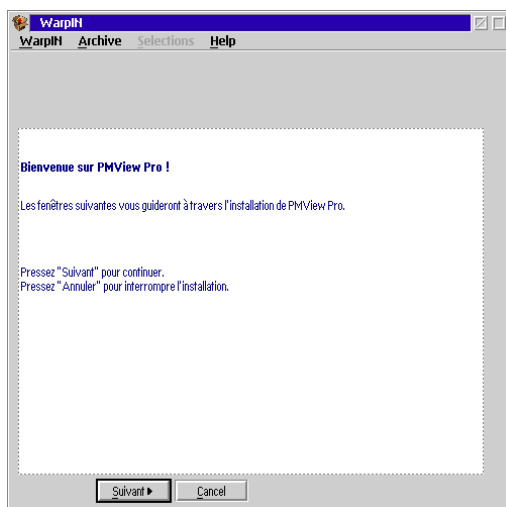 WarpIN
WarpIN Archive Selections Help
Bienvenue sur PMView Pro !
Les fenêtres suivantes vous guideront à travers l'installation de PMView Pro.
Pressez "Suivant" pour continuer.
Pressez "Annuler" pour interrompre l'installation.
Suivant Cancel